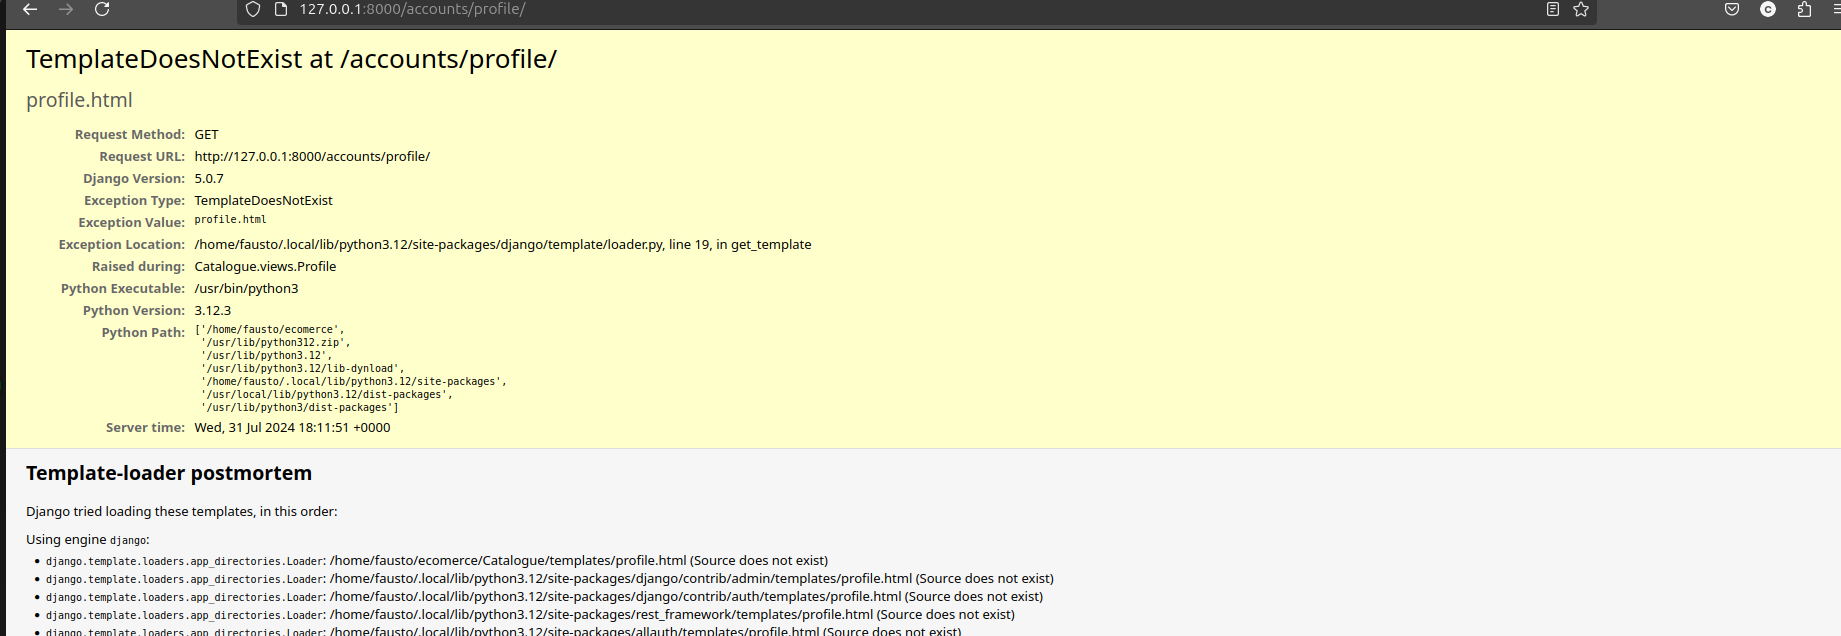 127.0.0.1:8000/accounts/profile/
TemplateDoesNotExist at /accounts/profile/
profile.html
Request Method: GET
Request URL: http://127.0.0.1:8000/accounts/profile/
Django Version: 5.0.7
Exception Type: TemplateDoesNotExist
Exception Value: profile.html
Exception Location: /home/fausto/.local/lib/python3.12/site-packages/django/template/loader.py, line 19, in get_template
Raised during: Catalogue.views.Profile
Python Executable: /usr/bin/python3
Python Version: 3.12.3
Python Path: ['/home/fausto/ecomerce',
'/usr/lib/python312.zip',
'/usr/lib/python3.12',
'/usr/lib/python3.12/lib-dynload',
'/home/fausto/.local/lib/python3.12/site-packages',
'/usr/local/lib/python3.12/dist-packages',
'/usr/lib/python3/dist-packages']
Server time: Wed, 31 Jul 2024 18:11:51 +0000
Template-loader postmortem
Django tried loading these templates, in this order:
Using engine django:
• django.template.loaders.app_directories.Loader: /home/fausto/ecomerce/Catalogue/templates/profile.html (Source does not exist)
• django.template.loaders.app_directories.Loader: /home/fausto/.local/lib/python3.12/site-packages/django/contrib/admin/templates/profile.html (Source does not exist)
• django.template.loaders.app_directories.Loader: /home/fausto/.local/lib/python3.12/site-packages/django/contrib/auth/templates/profile.html (Source does not exist)
• django.template.loaders.app_directories.Loader: /home/fausto/.local/lib/python3.12/site-packages/rest_framework/templates/profile.html (Source does not exist)
• django.template.loaders.app_directories.Loader: /home/fausto/.local/lib/python3.12/site-packages/allauth/templates/profile.html (Source does not exist)